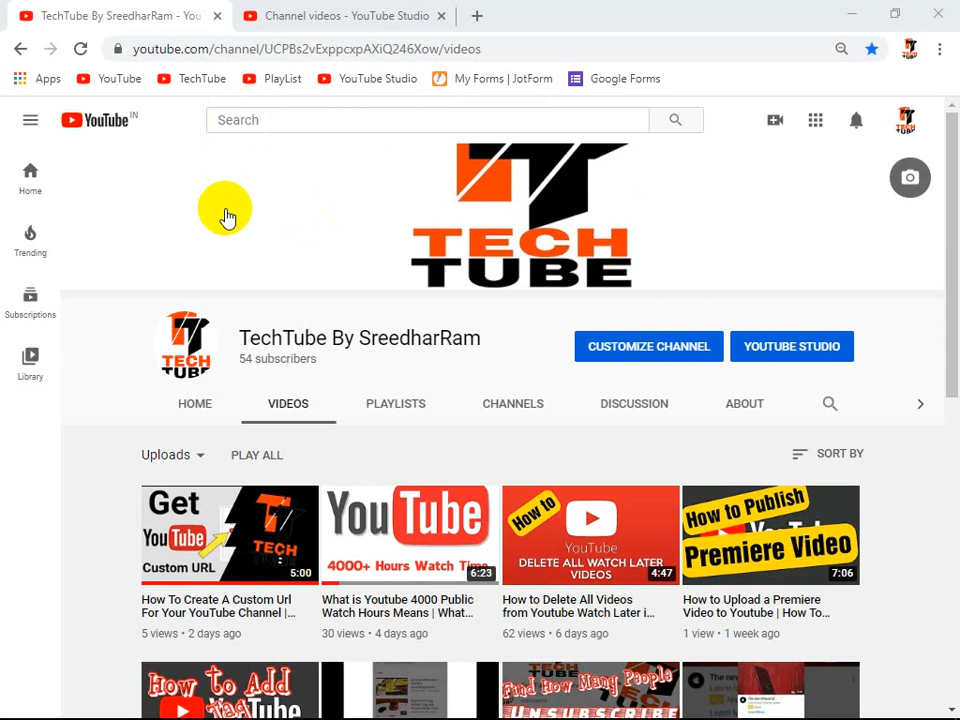 TechTube By SreedharRam - You
Channel videos - YouTube Studio
youtube.com/channel/UCPBs2vExppcxpAXiQ246Xow/videos
Apps YouTube TechTube PlayList YouTube Studio My Forms | JotForm Google Forms
YouTube IN
Search
Home
Trending
Subscriptions
Library
TECH
TUBE
TECH
TUBE
TechTube By SreedharRam
54 subscribers
CUSTOMIZE CHANNEL
YOUTUBE STUDIO
HOME VIDEOS PLAYLISTS CHANNELS DISCUSSION ABOUT
Uploads PLAY ALL SORT BY
Get
YouTube
Custom URL
TECH
5:00
How To Create A Custom Url
For Your YouTube Channel |...
5 views • 2 days ago
YouTube
4000+ Hours Watch
6:23
What is Youtube 4000 Public
Watch Hours Means | What...
30 views • 4 days ago
How to
YouTube
DELETE ALL WATCH LATER
VIDEOS
4:47
How to Delete All Videos
from Youtube Watch Later i...
62 views • 6 days ago
How to Publish
Premiere Video
7:06
How to Upload a Premiere
Video to Youtube | How To...
1 view • 1 week ago
How to Add
Find How Many People
UNSUBSCRIBE
The new